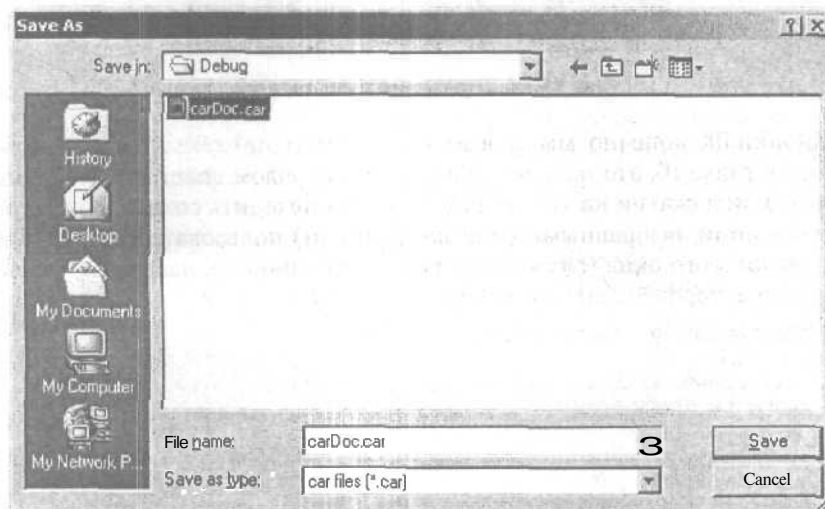 Save As
Save in: Debug
carDoc.car
History
Desktop
My Documents
My Computer
My Network P...
File name: carDoc.car 3 Save
Save as type: car files (*.car) Cancel